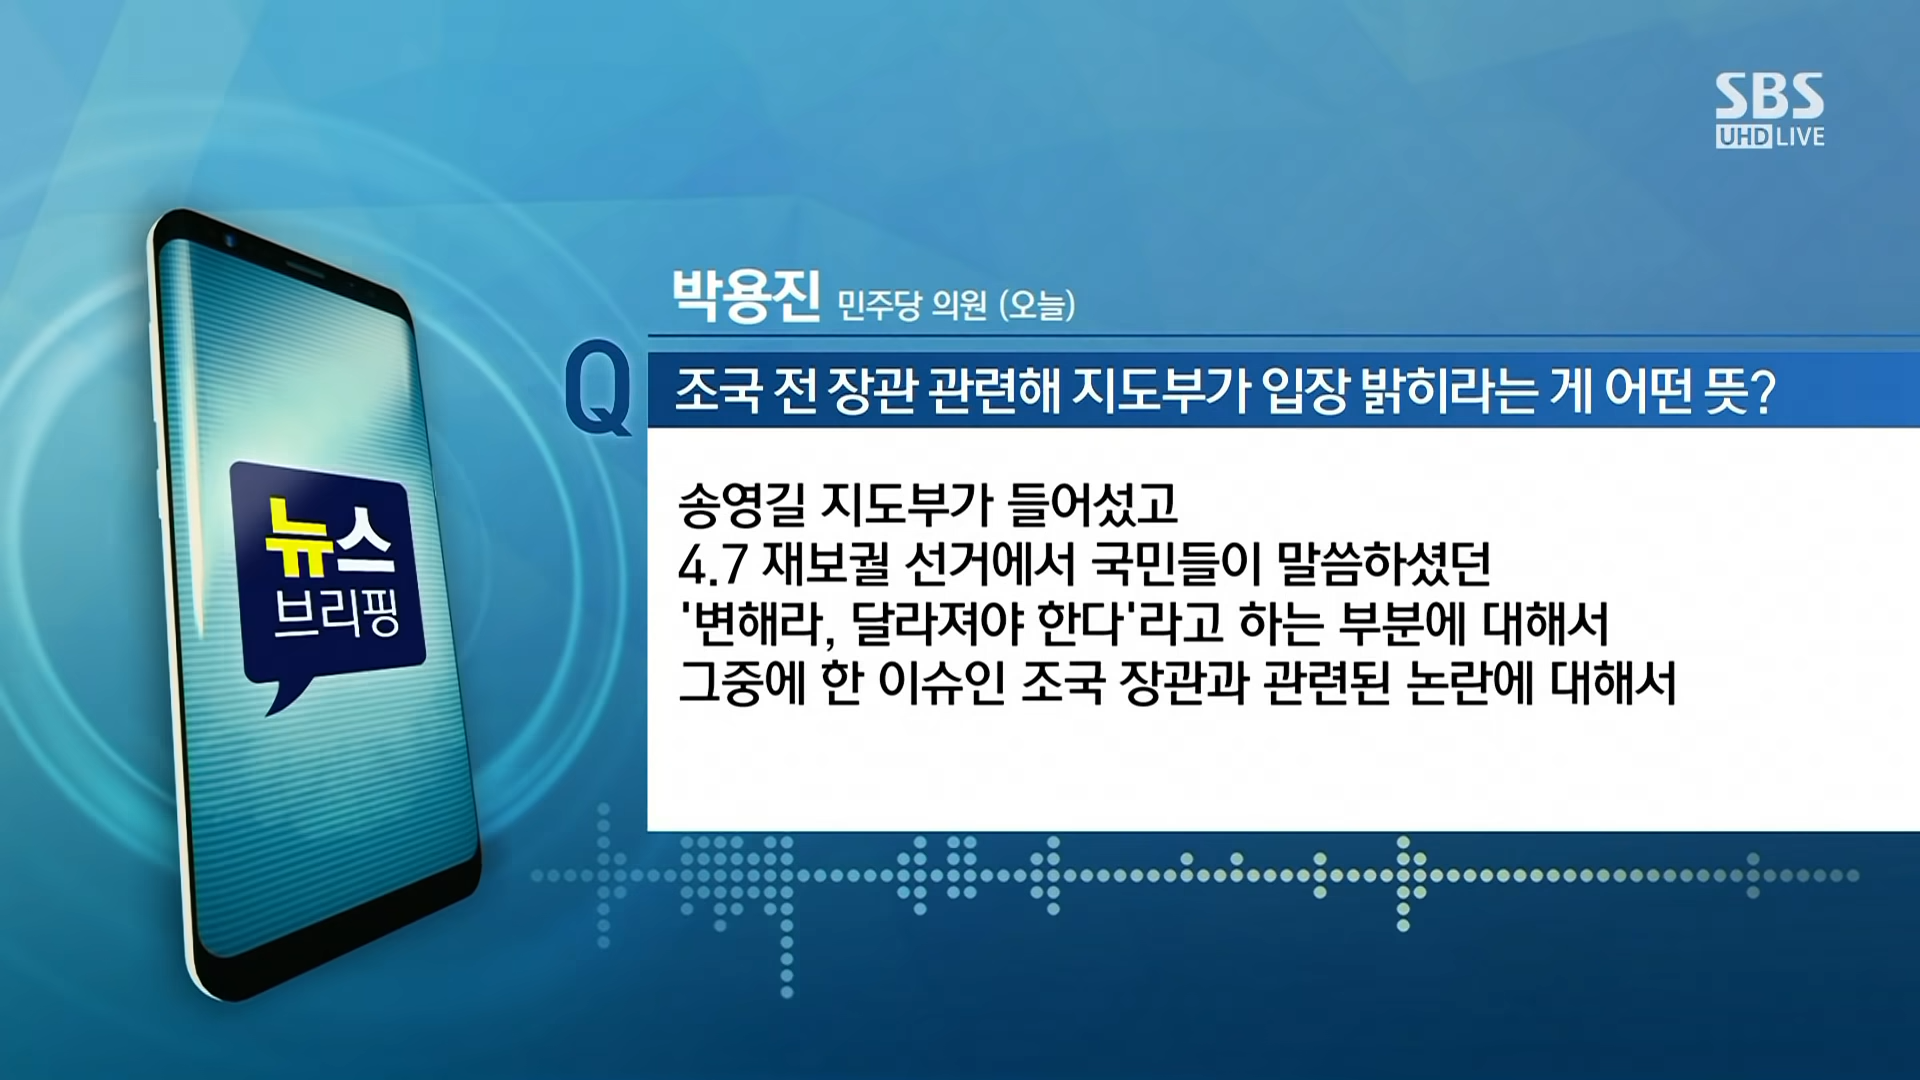 SBS
UHD LIVE
박용진 민주당 의원 (오늘)
Q 조국 전 장관 관련해 지도부가 입장 밝히라는 게 어떤 뜻?
송영길 지도부가 들어섰고
4.7 재보궐 선거에서 국민들이 말씀하셨던
'변해라, 달라져야 한다'라고 하는 부분에 대해서
그중에 한 이슈인 조국 장관과 관련된 논란에 대해서
뉴스
브리핑